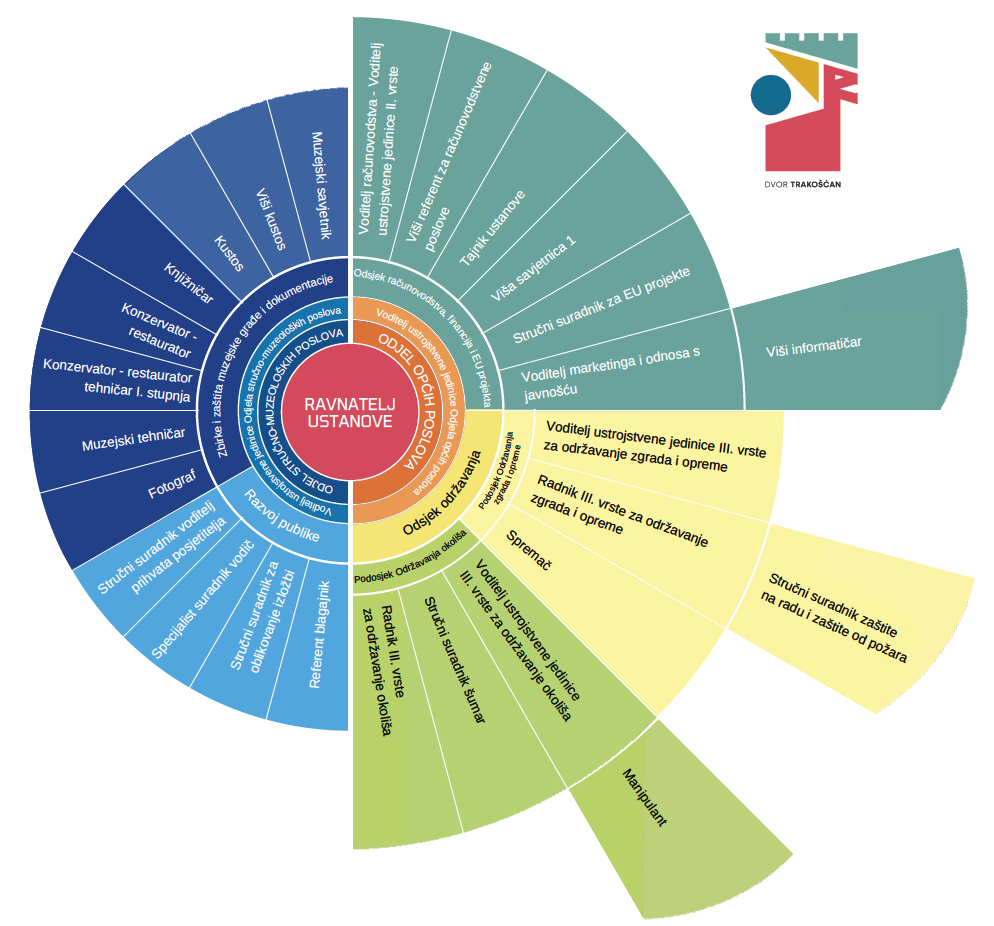 DVOR TRAKOŠĆAN
RAVNATELJ
USTANOVE
ODJEL OPĆIH POSLOVA
Voditelj ustrojstvene jedinice Odjela općih poslova
Odsjek računovodstva, financija i EU projekta
Voditelj računovodstva - Voditelj
ustrojstvene jedinice II. vrste
Viši referent za računovodstvene
poslove
Tajnik ustanove
Viša savjetnica 1
Stručni suradnik za EU projekte
Voditelj marketinga i odnosa s
javnošću
Viši informatičar
Odsjek održavanja
Podosjek Održavanja
zgrada i opreme
Voditelj ustrojstvene jedinice III. vrste
za održavanje zgrada i opreme
Radnik III. vrste za održavanje
zgrada i opreme
Spremač
Stručni suradnik zaštite
na radu i zaštite od požara
Podosjek Održavanja okoliša
Voditelj ustrojstvene jedinice
III. vrste za održavanje okoliša
Stručni suradnik šumar
Radnik III. vrste
za održavanje okoliša
Manipulant
ODJEL STRUČNO-MUZEOLOŠKIH POSLOVA
Voditelj ustrojstvene jedinice Odjela stručno-muzeoloških poslova
Razvoj publike
Referent blagajnik
Stručni suradnik za
oblikovanje izložbi
Specijalist suradnik vodič
Stručni suradnik voditelj
prihvata posjetitelja
Zbirke i zaštita muzejske građe i dokumentacije
Fotograf
Muzejski tehničar
Konzervator - restaurator
tehničar I. stupnja
Konzervator -
restaurator
Knjižničar
Kustos
Viši kustos
Muzejski savjetnik